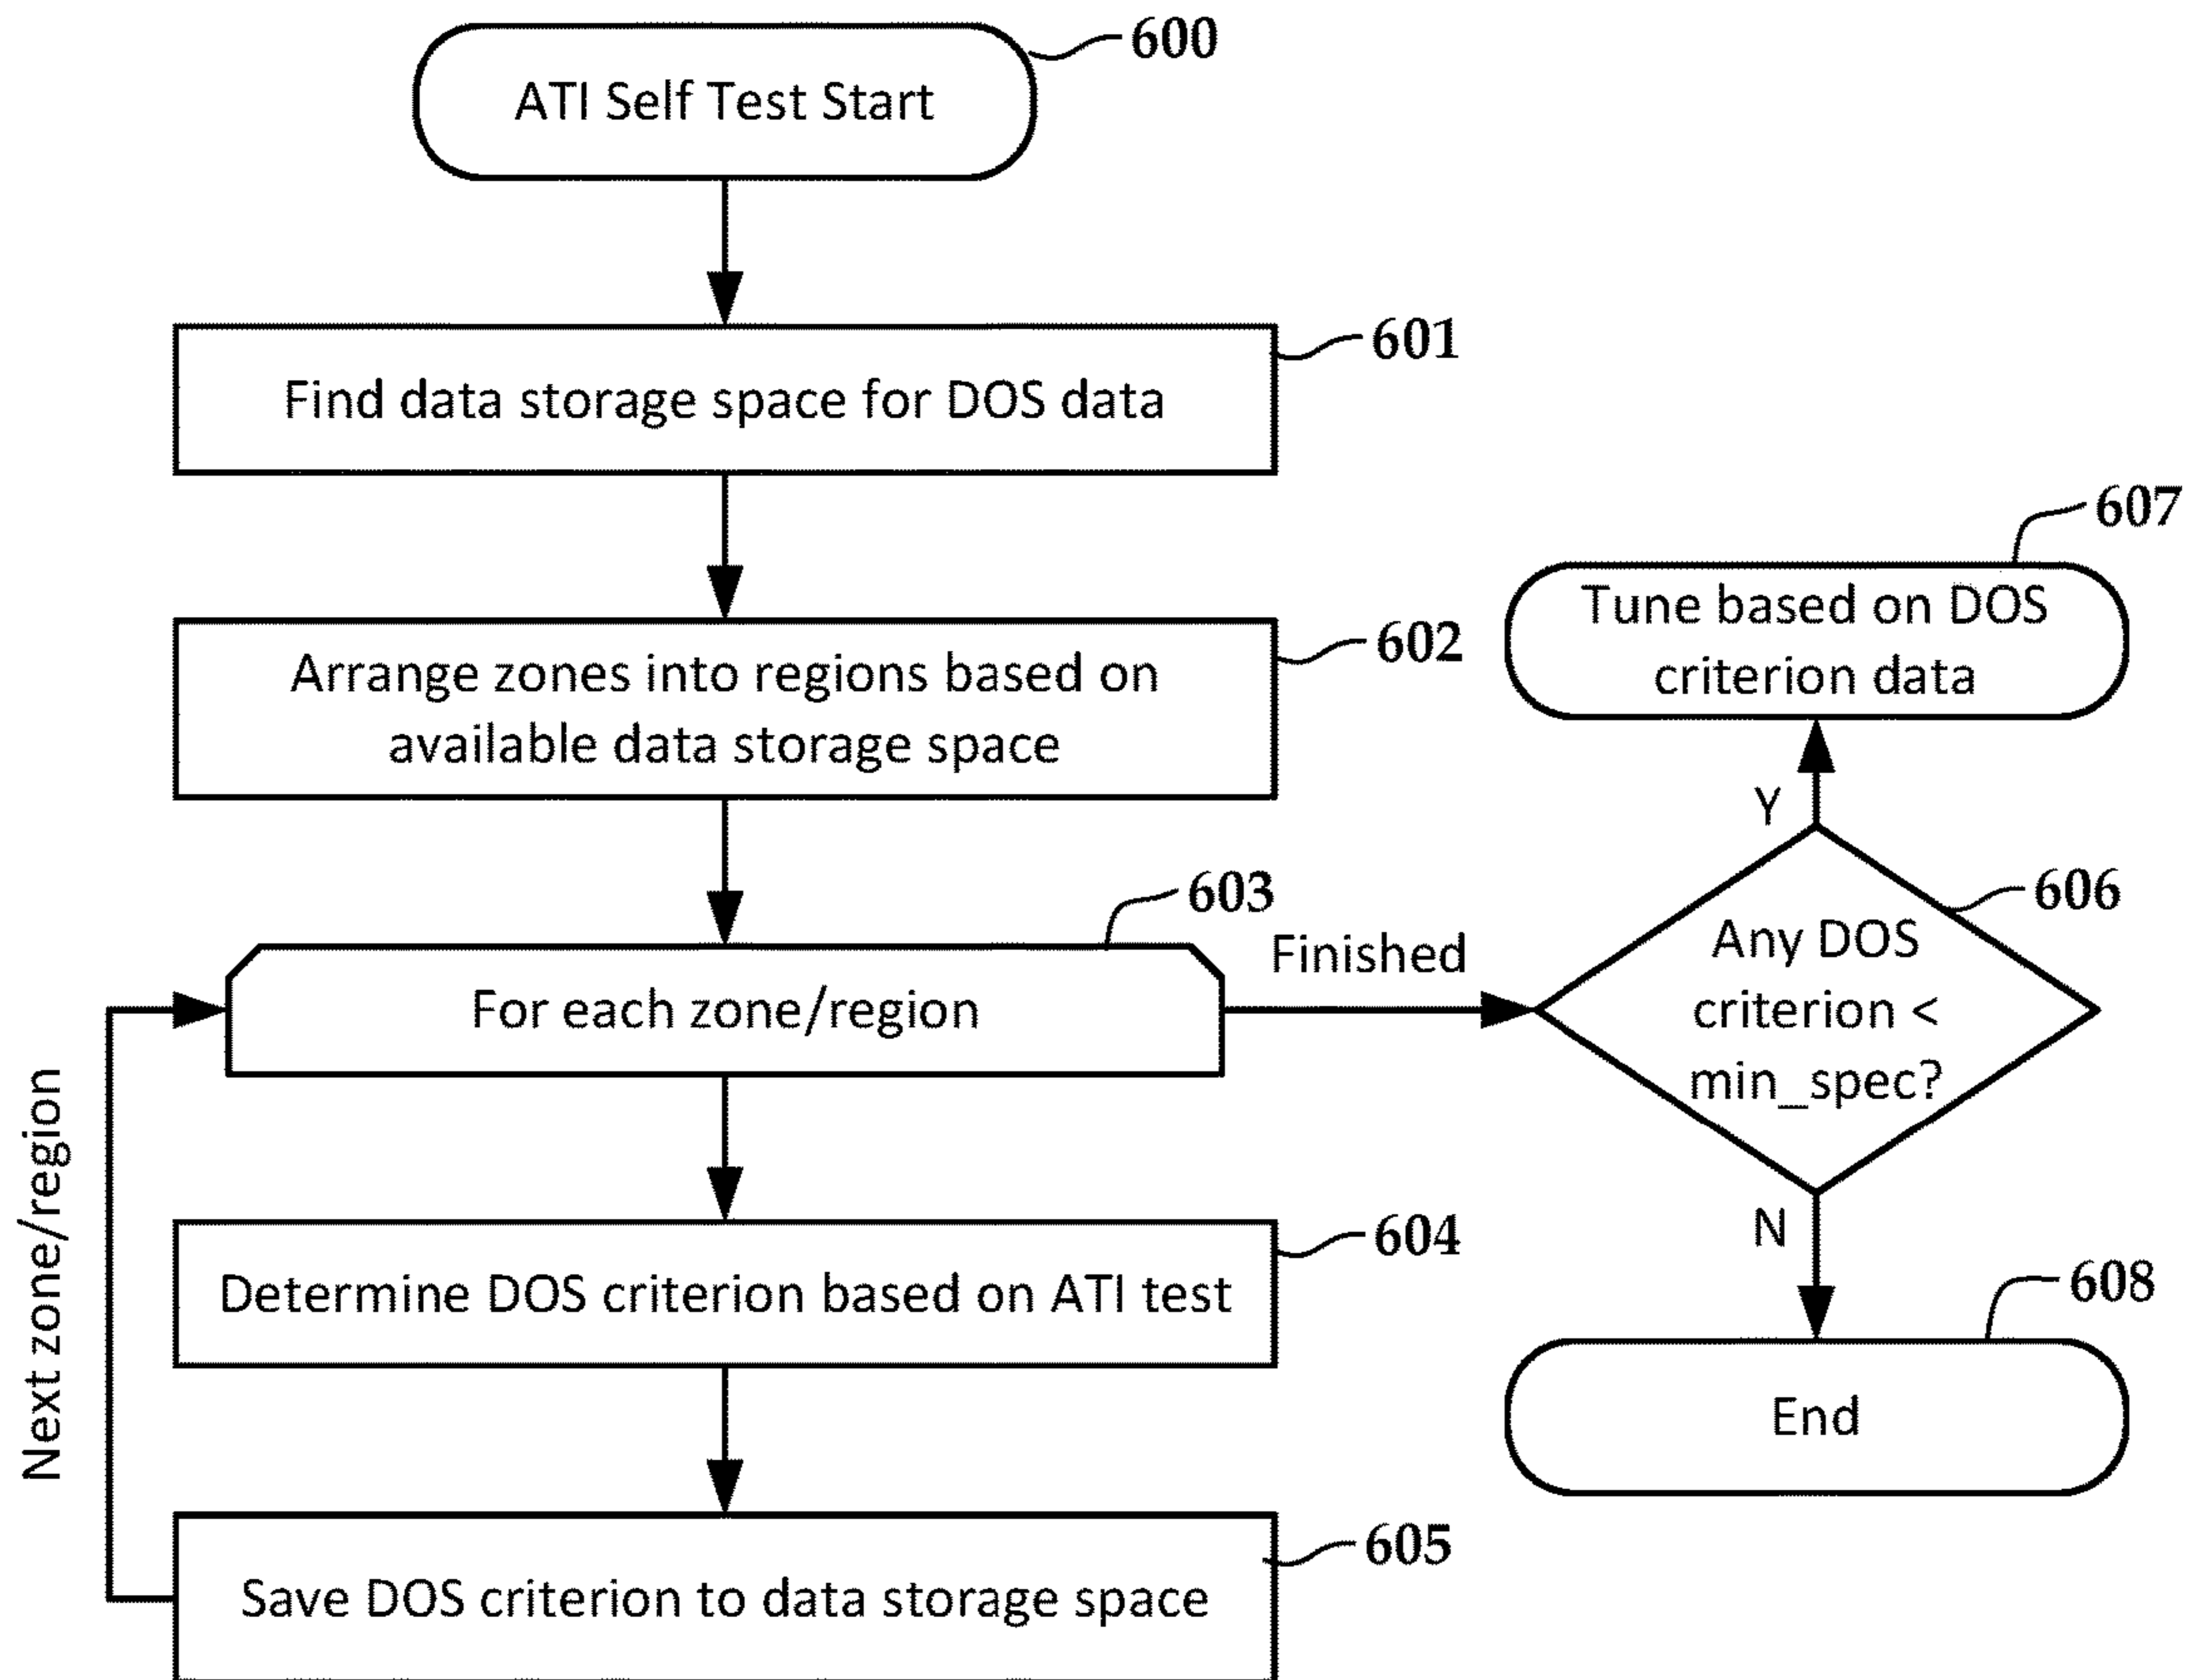 600
ATI Self Test Start
601
Find data storage space for DOS data
602
Arrange zones into regions based on
available data storage space
603
For each zone/region
Finished
Next zone/region
604
Determine DOS criterion based on ATI test
605
Save DOS criterion to data storage space
607
Tune based on DOS
criterion data
Y
606
Any DOS
criterion <
min_spec?
N
608
End